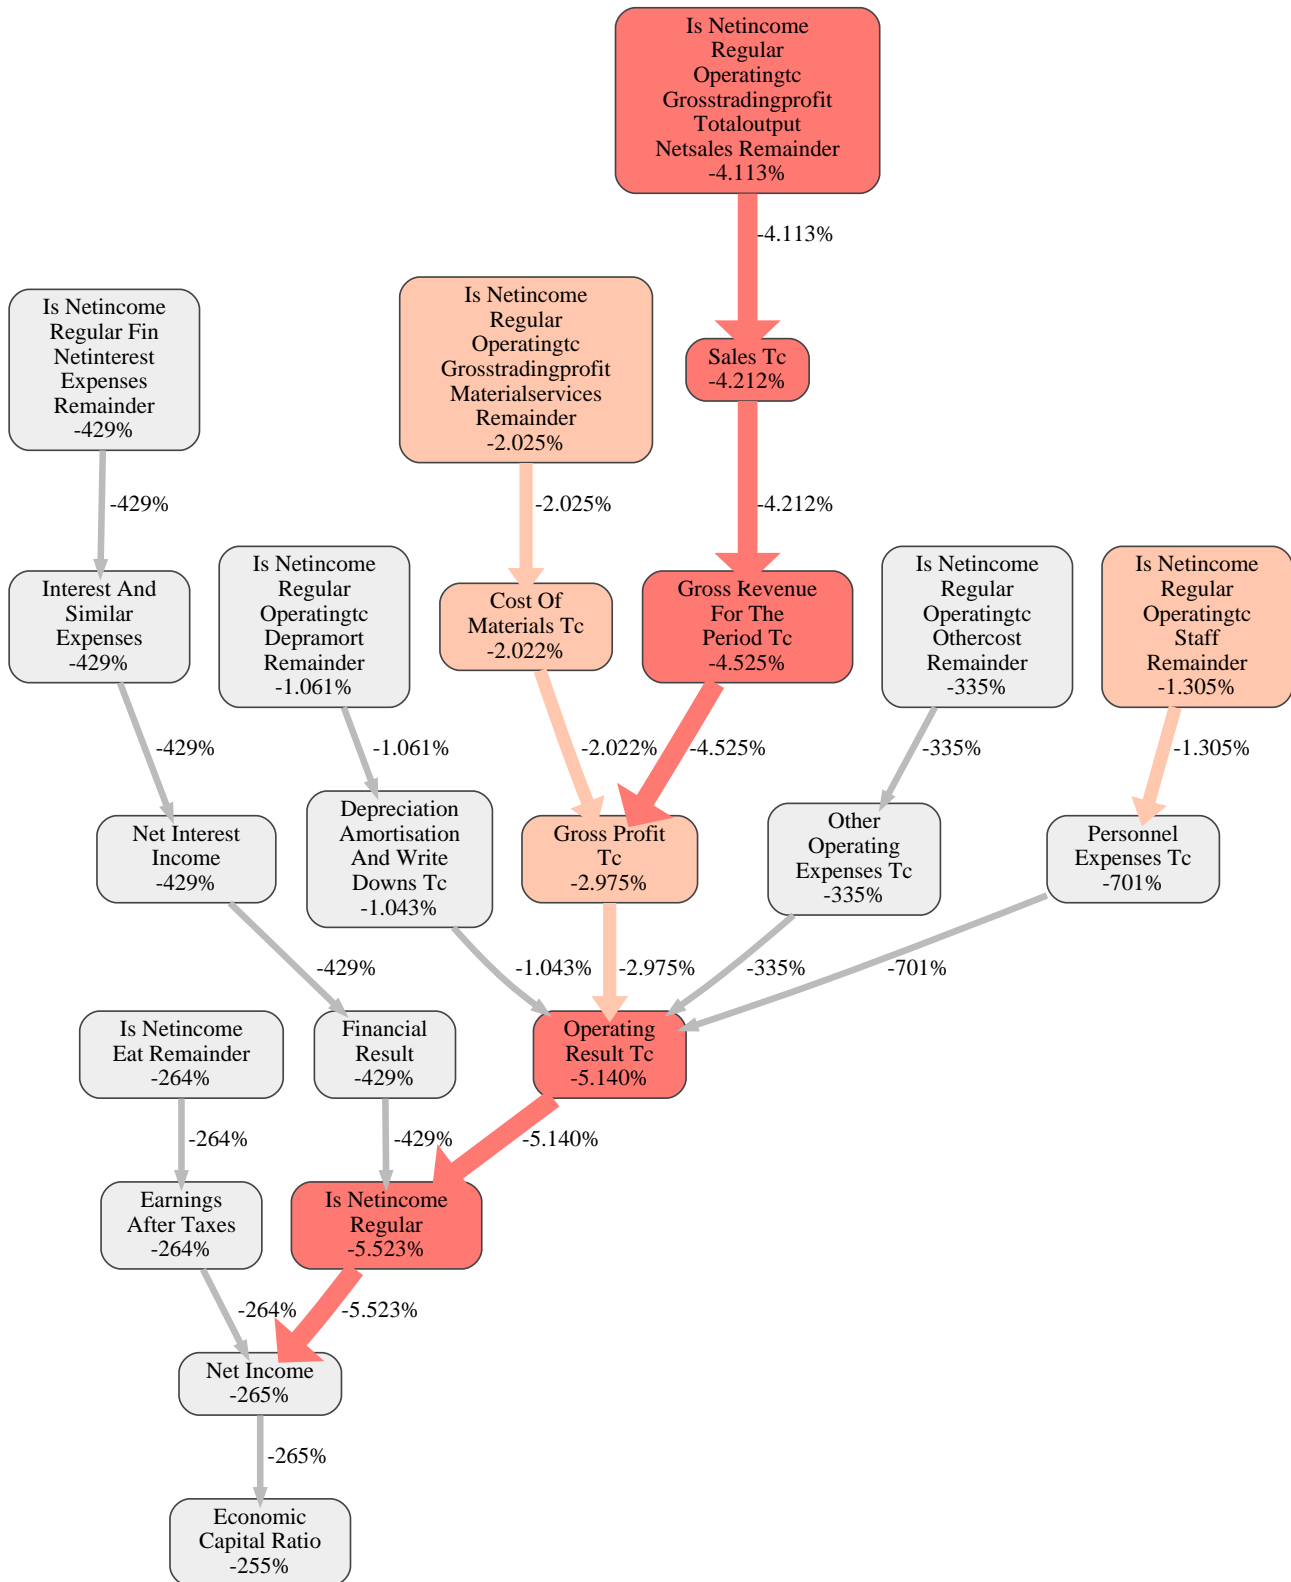 Is Netincome
Regular
Operatingtc
Grosstradingprofit
Totaloutput
Netsales Remainder
-4.113%
-4.113%
Is Netincome
Regular Fin
Netinterest
Expenses
Remainder
-429%
Is Netincome
Regular
Operatingtc
Grosstradingprofit
Materialservices
Remainder
-2.025%
Sales Tc
-4.212%
-429%
-2.025%
-4.212%
Interest And
Similar
Expenses
-429%
Is Netincome
Regular
Operatingtc
Depramort
Remainder
-1.061%
Cost Of
Materials Tc
-2.022%
Gross Revenue
For The
Period Tc
-4.525%
Is Netincome
Regular
Operatingtc
Othercost
Remainder
-335%
Is Netincome
Regular
Operatingtc
Staff
Remainder
-1.305%
-429%
-1.061%
-2.022%
-4.525%
-335%
-1.305%
Net Interest
Income
-429%
Depreciation
Amortisation
And Write
Downs Tc
-1.043%
Gross Profit
Tc
-2.975%
Other
Operating
Expenses Tc
-335%
Personnel
Expenses Tc
-701%
-429%
-1.043%
-2.975%
-335%
-701%
Is Netincome
Eat Remainder
-264%
Financial
Result
-429%
Operating
Result Tc
-5.140%
-264%
-429%
-5.140%
Earnings
After Taxes
-264%
Is Netincome
Regular
-5.523%
-264%
-5.523%
Net Income
-265%
-265%
Economic
Capital Ratio
-255%